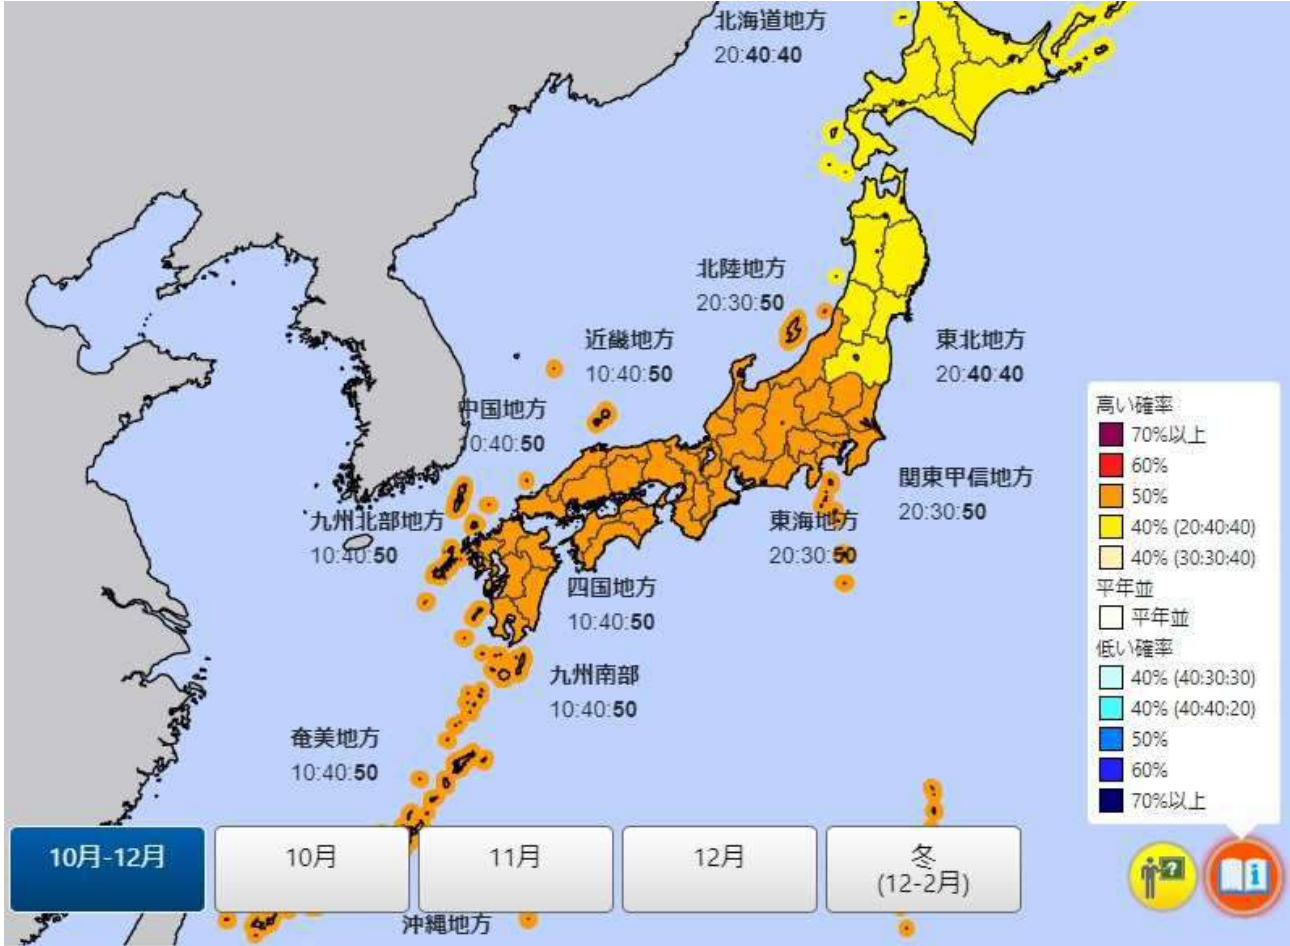 北海道地方
20:40:40
北陸地方
20:30:50
近畿地方
10:40:50
東北地方
20:40:40
中国地方
10:40:50
関東甲信地方
20:30:50
九州北部地方
10:40:50
東海地方
20:30:50
四国地方
10:40:50
九州南部
10:40:50
奄美地方
10:40:50
沖縄地方
高い確率
70%以上
60%
50%
40% (20:40:40)
40% (30:30:40)
平年並
平年並
低い確率
40% (40:30:30)
40% (40:40:20)
50%
60%
70%以上
10月-12月
10月
11月
12月
冬
(12-2月)
?
i